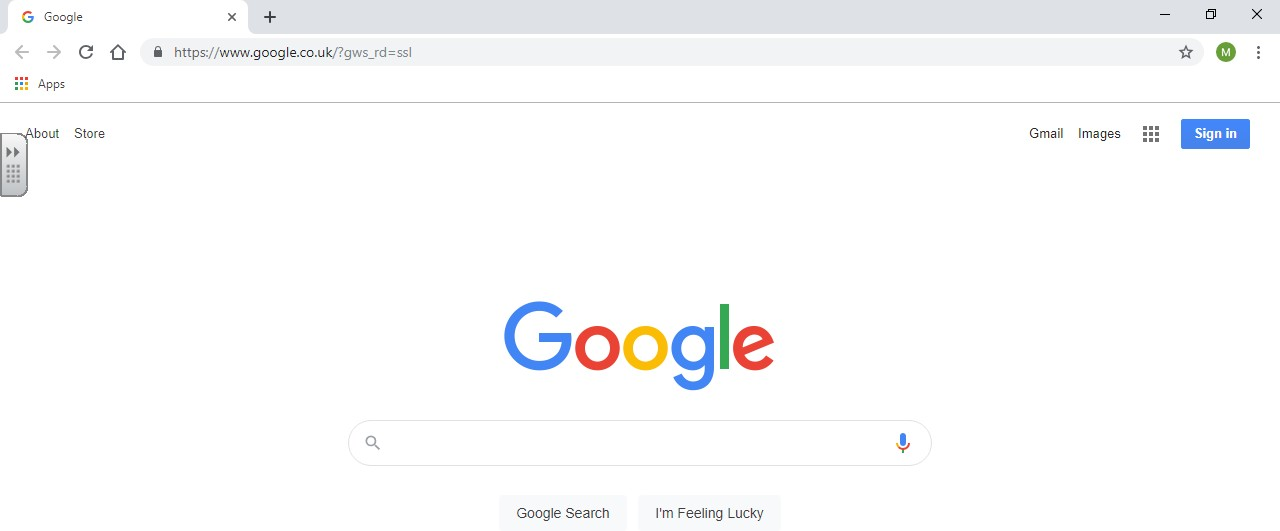 Google
https://www.google.co.uk/?gws_rd=ssl
M
Apps
About Store Gmail Images Sign in
Google
Google Search I'm Feeling Lucky